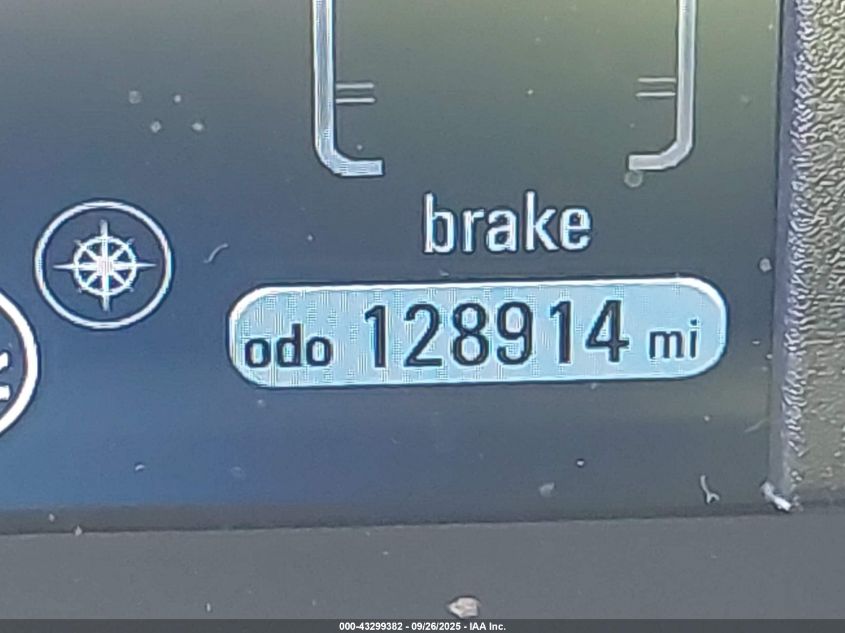 brake
odo 128914 mi
000-43299382 - 09/26/2025 - IAA Inc.